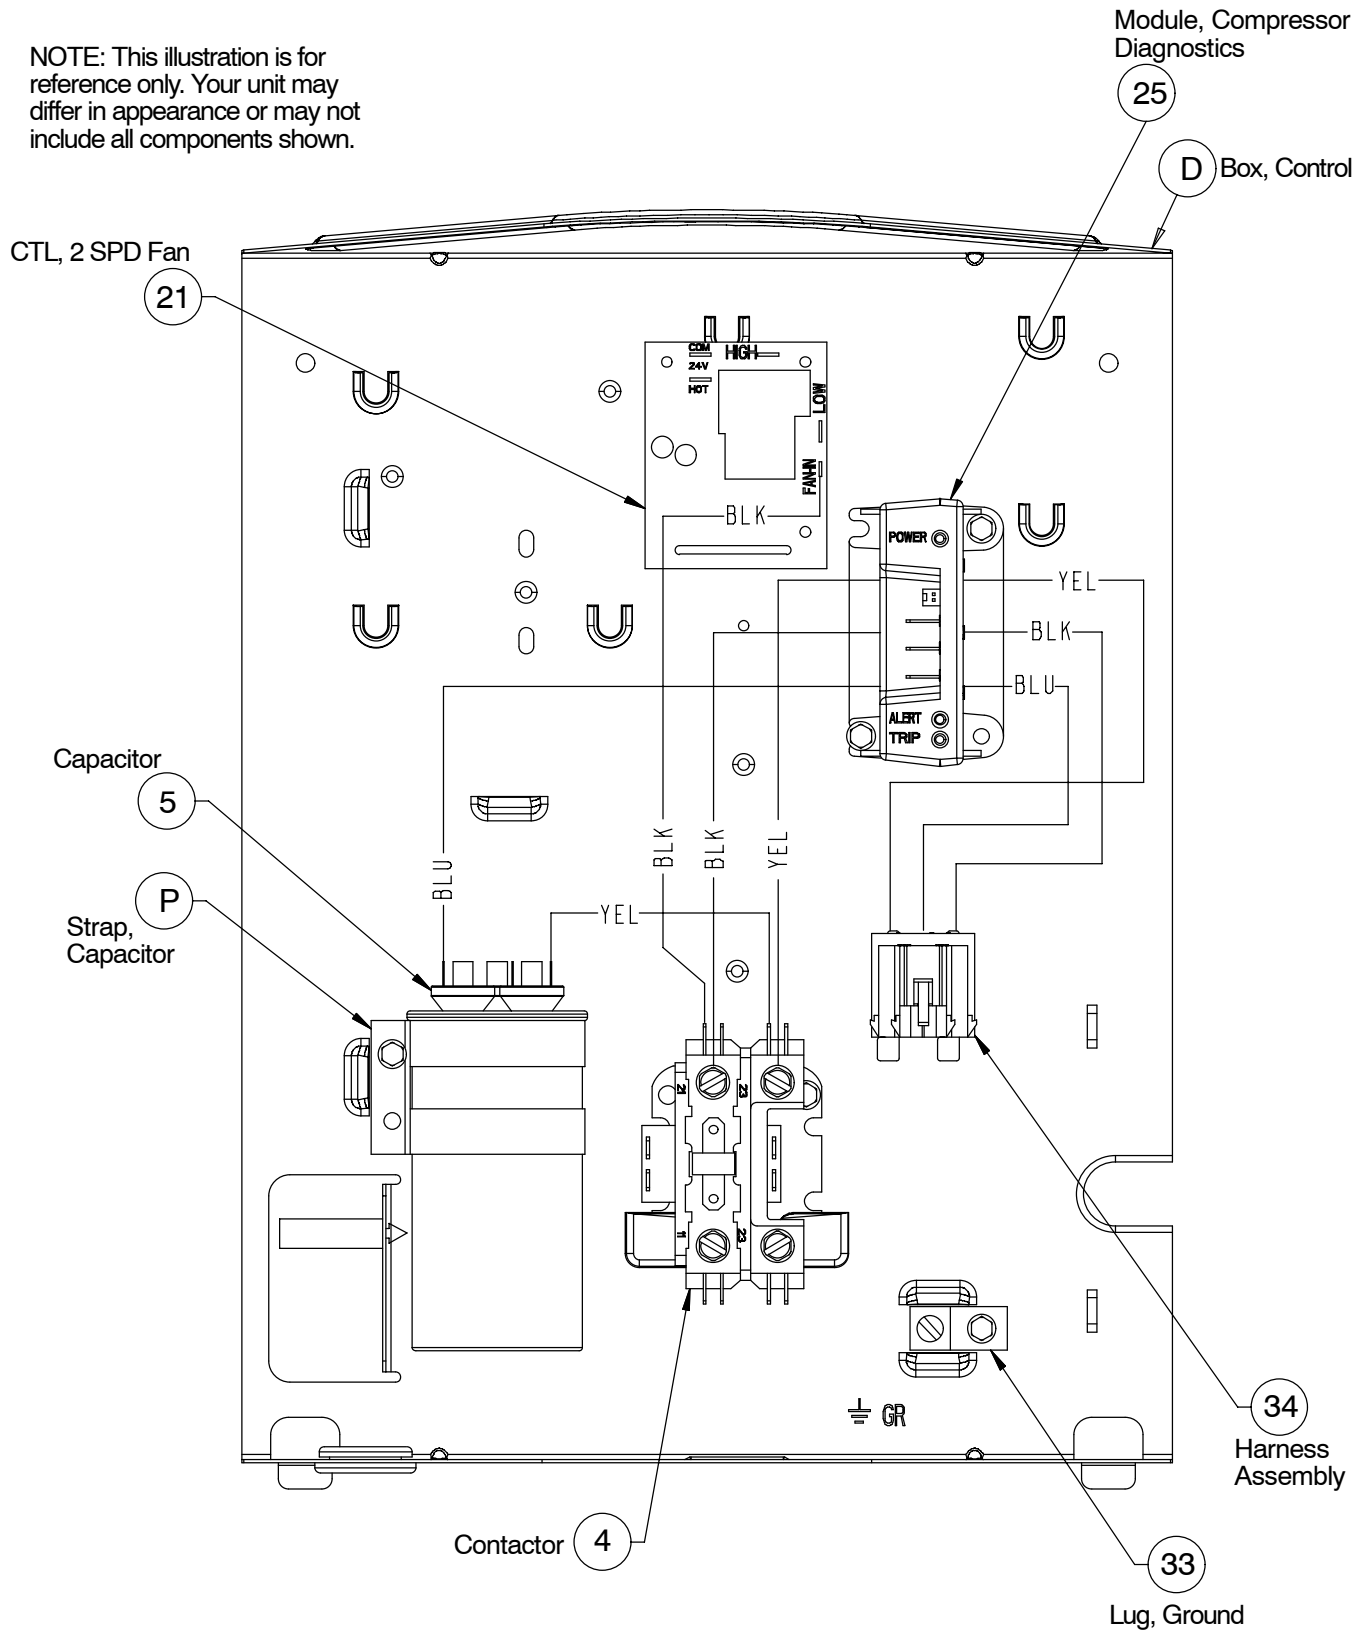 Module, Compressor
Diagnostics
25
NOTE: This illustration is for
reference only. Your unit may
differ in appearance or may not
include all components shown.
D
Box, Control
CTL, 2 SPD Fan
21
COM
24V
HOT
HIGH
LOW
FAN-IN
BLK
POWER
YEL
BLK
BLU
ALERT
TRIP
Capacitor
5
BLU
BLK
BLK
YEL
P
Strap,
Capacitor
YEL
21
23
11
23
GR
34
Harness
Assembly
Contactor
4
33
Lug, Ground